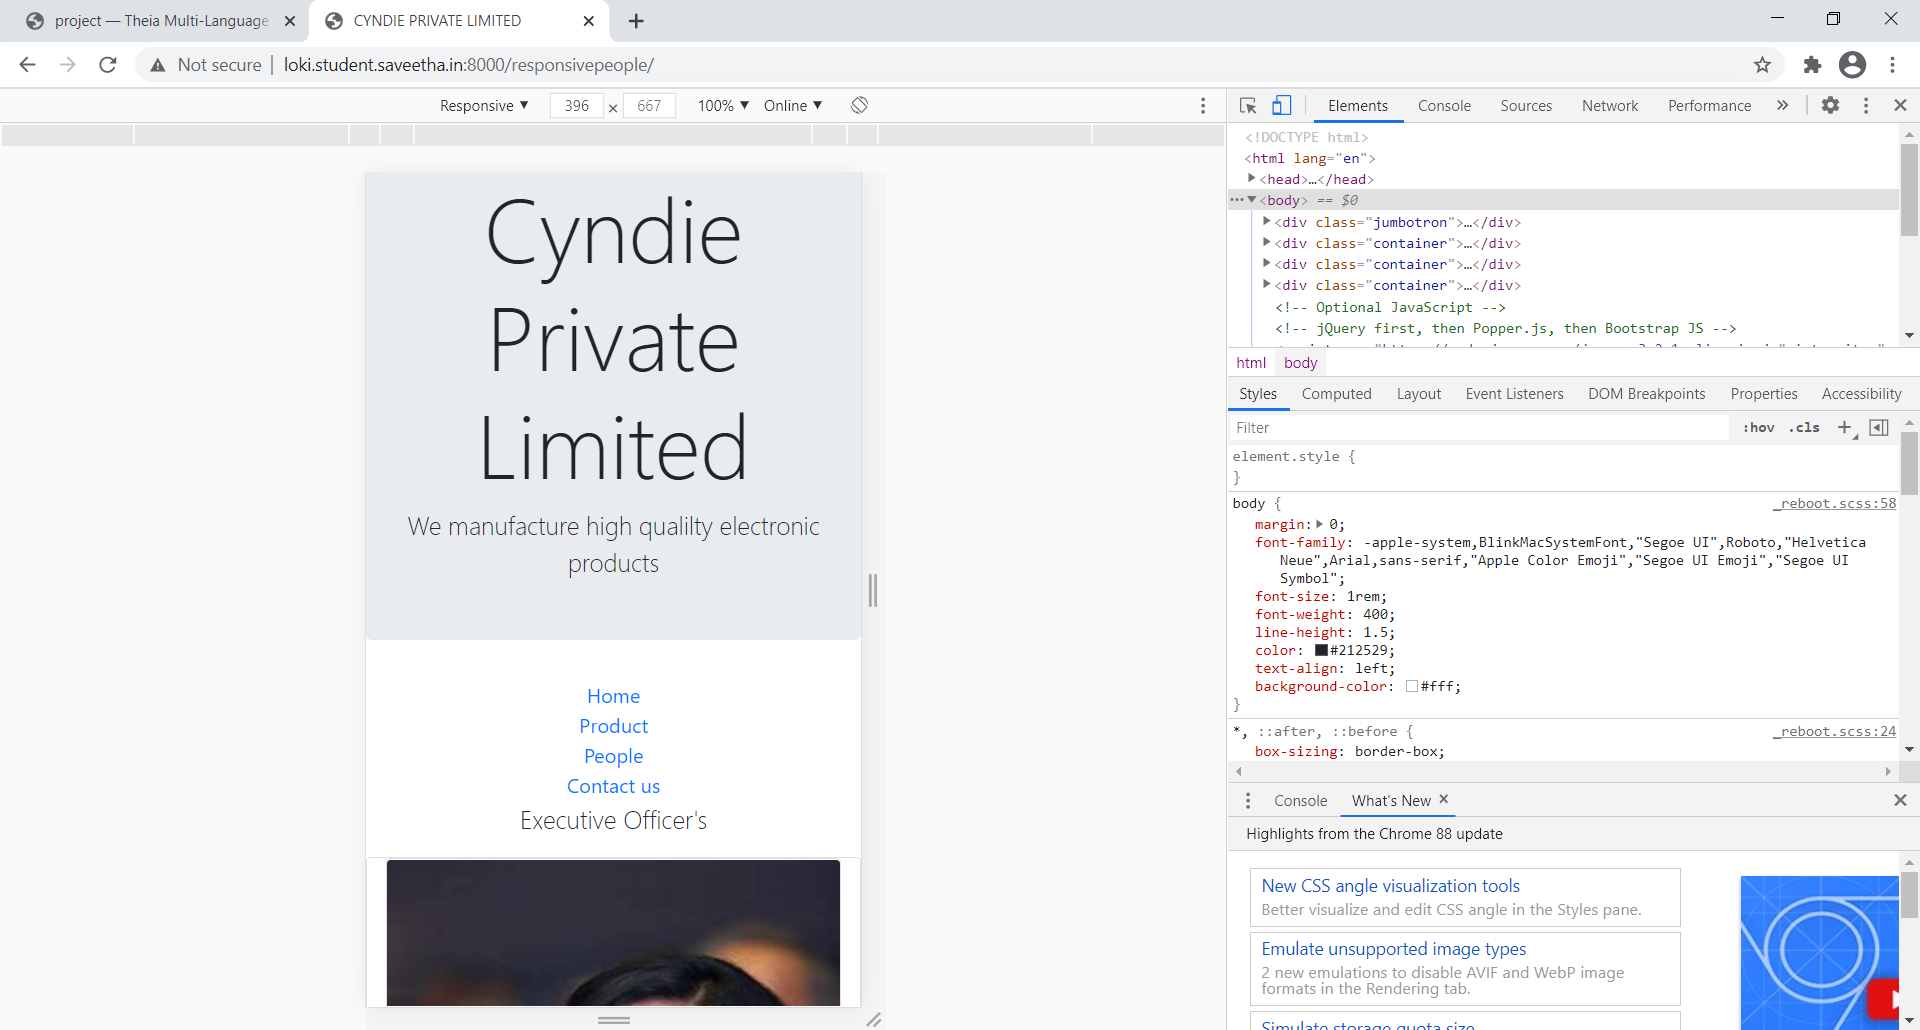 project — Theia Multi-Language
CYNDIE PRIVATE LIMITED
Not secure
loki.student.saveetha.in:8000/responsivepeople/
Responsive ▼ 396 × 667 100% ▼ Online ▼
Cyndie
Private
Limited
We manufacture high qualilty electronic
products
Home
Product
People
Contact us
Executive Officer's
Elements Console Sources Network Performance »
<!DOCTYPE html>
<html lang="en">
<head>…</head>
<body> == $0
<div class="jumbotron">…</div>
<div class="container">…</div>
<div class="container">…</div>
<div class="container">…</div>
<!-- Optional JavaScript -->
<!-- jQuery first, then Popper.js, then Bootstrap JS -->
html body
Styles Computed Layout Event Listeners DOM Breakpoints Properties Accessibility
Filter :hov .cls +
element.style {
}
body { _reboot.scss:58
margin: 0;
font-family: -apple-system,BlinkMacSystemFont,"Segoe UI",Roboto,"Helvetica
Neue",Arial,sans-serif,"Apple Color Emoji","Segoe UI Emoji","Segoe UI
Symbol";
font-size: 1rem;
font-weight: 400;
line-height: 1.5;
color: #212529;
text-align: left;
background-color: #fff;
}
*, ::after, ::before { _reboot.scss:24
box-sizing: border-box;
Console What's New
Highlights from the Chrome 88 update
New CSS angle visualization tools
Better visualize and edit CSS angle in the Styles pane.
Emulate unsupported image types
2 new emulations to disable AVIF and WebP image
formats in the Rendering tab.
Simulate storage quota size